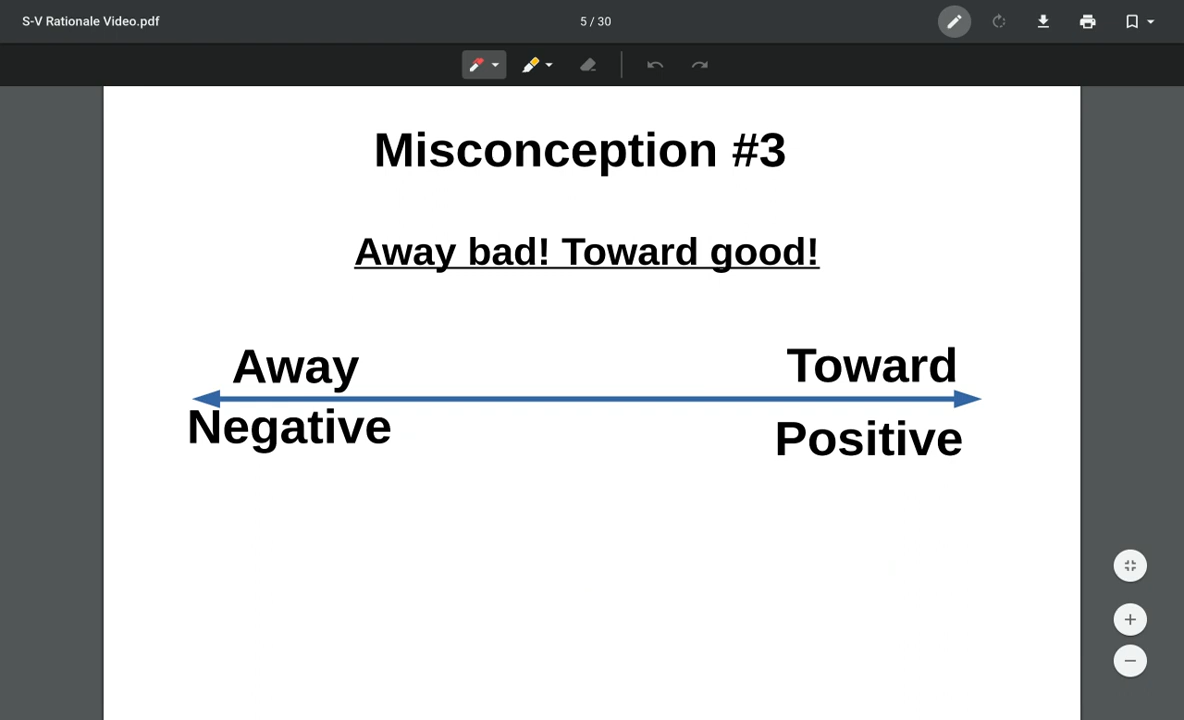 S-V Rationale Video.pdf
5 / 30
Misconception #3
Away bad! Toward good!
Away
Toward
Negative
Positive